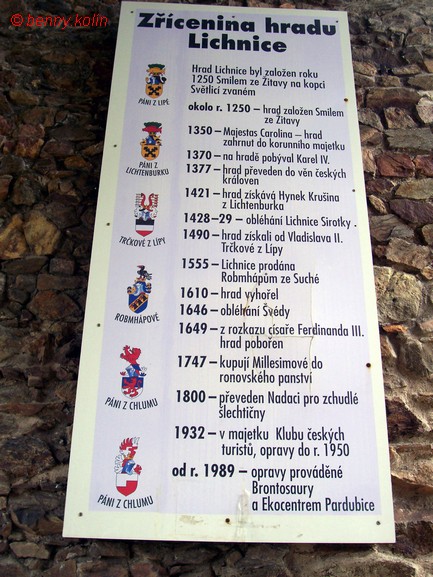 © benny.kolin
Zřícenina hradu
Lichnice
Hrad Lichnice byl založen roku
1250 Smilem ze Žitavy na kopci
Světlící zvaném
PÁNI Z LIPÉ
okolo r. 1250 – hrad založen Smilem
ze Žitavy
1350 – Majestas Carolina – hrad
zahrnut do korunního majetku
PÁNI Z
LICHTENBURKU
1370 – na hradě pobýval Karel IV.
1377 – hrad převeden do věn českých
královen
1421 – hrad získává Hynek Krušina
z Lichtenburka
1428–29 – obléhání Lichnice Sirotky .
TRČKOVÉ Z LÍPY
1490 – hrad získali od Vladislava II.
Trčkové z Lípy
1555 – Lichnice prodána
Robmhápům ze Suché
1610 – hrad vyhořel
ROBMHÁPOVÉ
1646 – obléhání Švédy
1649 – z rozkazu císaře Ferdinanda III.
hrad pobořen
1747 – kupují Millesimové do
ronovského panství
PÁNI Z CHLUMU
1800 – převeden Nadaci pro zchudlé
šlechtičny
1932 – v majetku Klubu českých
turistů, opravy do r. 1950
od r. 1989 – opravy prováděné
Brontosaury
a Ekocentrem Pardubice
PÁNI Z CHLUMU